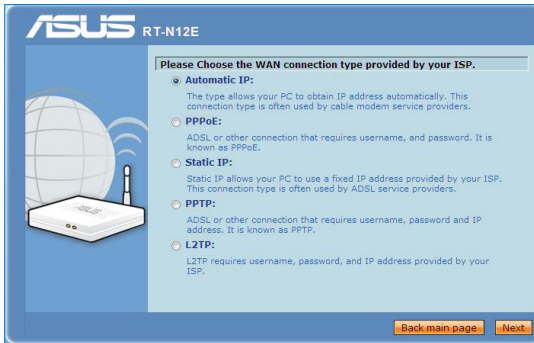 ASUS RT-N12E
Please Choose the WAN connection type provided by your ISP.
Automatic IP:
The type allows your PC to obtain IP address automatically. This
connection type is often used by cable modem service providers.
PPPoE:
ADSL or other connection that requires username, and password. It is
known as PPPoE.
Static IP:
Static IP allows your PC to use a fixed IP address provided by your ISP.
This connection type is often used by ADSL service providers.
PPTP:
ADSL or other connection that requires username, password and IP
address. It is known as PPTP.
L2TP:
L2TP requires username, password, and IP address provided by your
ISP.
ASUS
Back main page Next